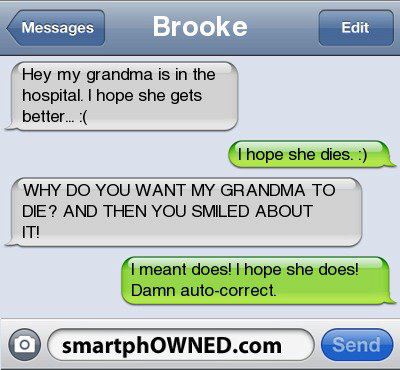 Messages
Brooke
Edit
Hey my grandma is in the
hospital. I hope she gets
better... :(
I hope she dies. :)
WHY DO YOU WANT MY GRANDMA TO
DIE? AND THEN YOU SMILED ABOUT
IT!
I meant does! I hope she does!
Damn auto-correct.
smartphOWNED.com
Send